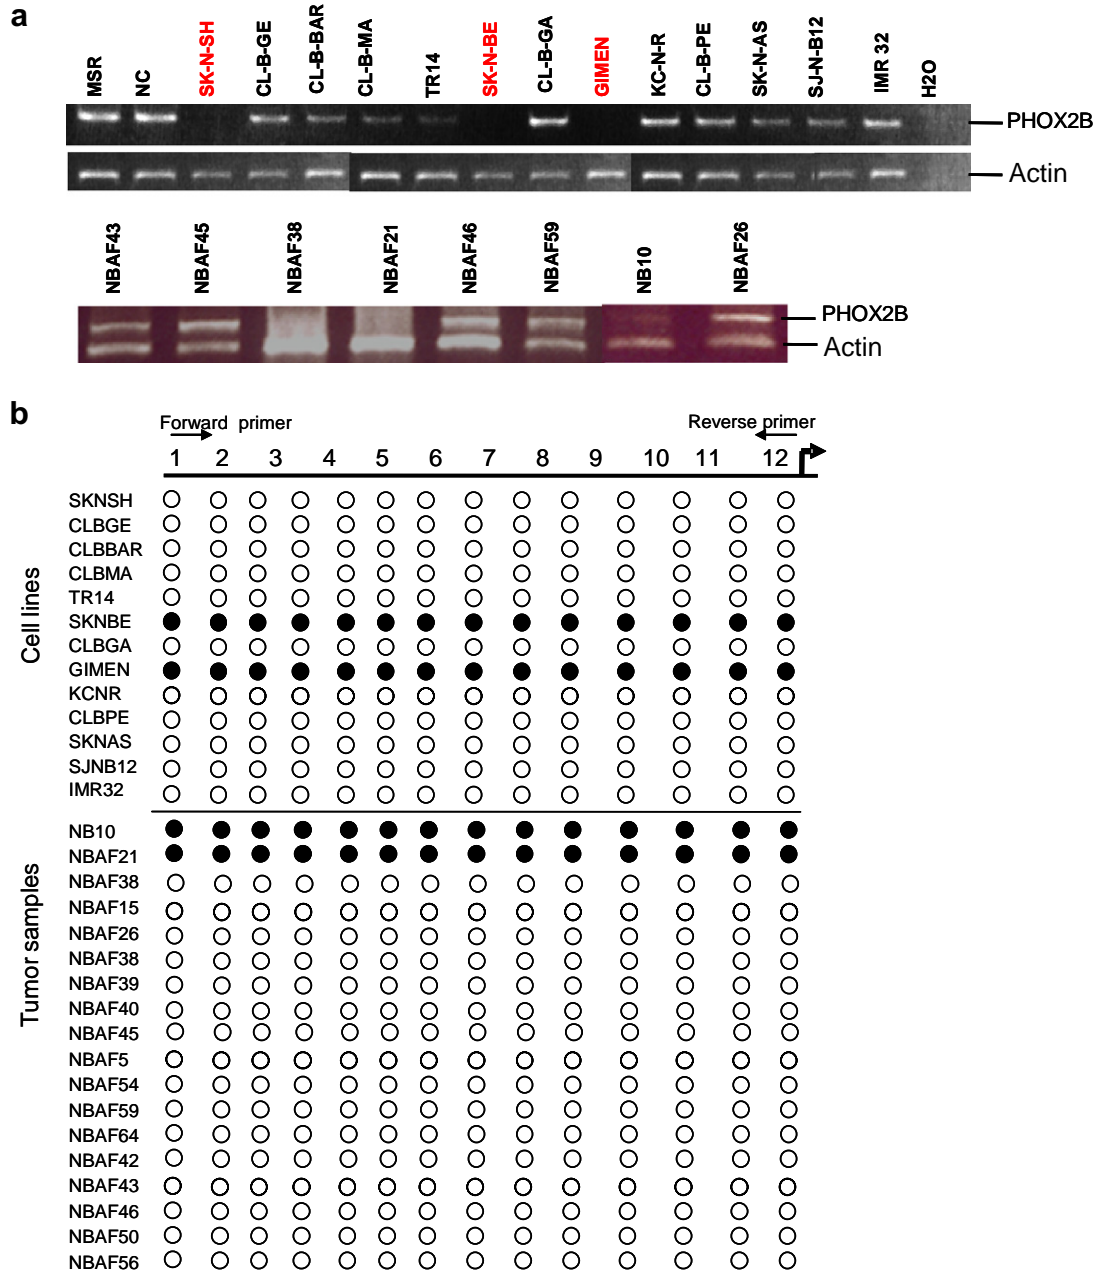 a
MSR NC SK-N-SH CL-B-GE CL-B-BAR CL-B-MA TR14 SK-N-BE CL-B-GA GIMEN KC-N-R CL-B-PE SK-N-AS SJ-N-B12 IMR 32 H2O
PHOX2B
Actin
NBAF43 NBAF45 NBAF38 NBAF21 NBAF46 NBAF59 NB10 NBAF26
PHOX2B
Actin
b
Forward primer Reverse primer
1 2 3 4 5 6 7 8 9 10 11 12
Cell lines
SKNSH
CLBGE
CLBBAR
CLBMA
TR14
SKNBE
CLBGA
GIMEN
KCNR
CLBPE
SKNAS
SJNB12
IMR32
Tumor samples
NB10
NBAF21
NBAF38
NBAF15
NBAF26
NBAF38
NBAF39
NBAF40
NBAF45
NBAF5
NBAF54
NBAF59
NBAF64
NBAF42
NBAF43
NBAF46
NBAF50
NBAF56